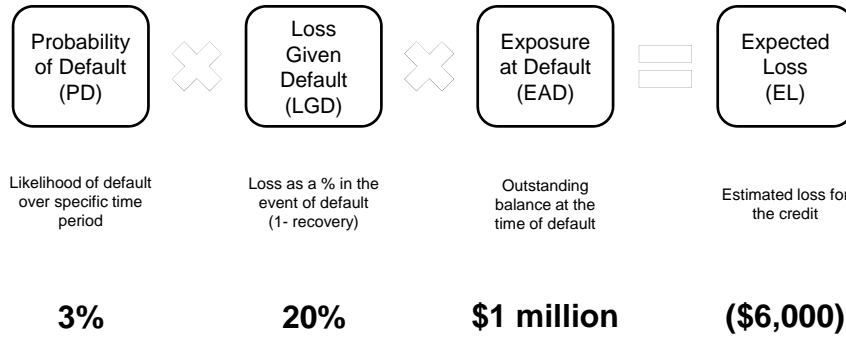 Probability
of Default
(PD)
Loss
Given
Default
(LGD)
Exposure
at Default
(EAD)
Expected
Loss
(EL)
Likelihood of default
over specific time
period
Loss as a % in the
event of default
(1- recovery)
Outstanding
balance at the
time of default
Estimated loss for
the credit
3%
20%
$1 million
($6,000)